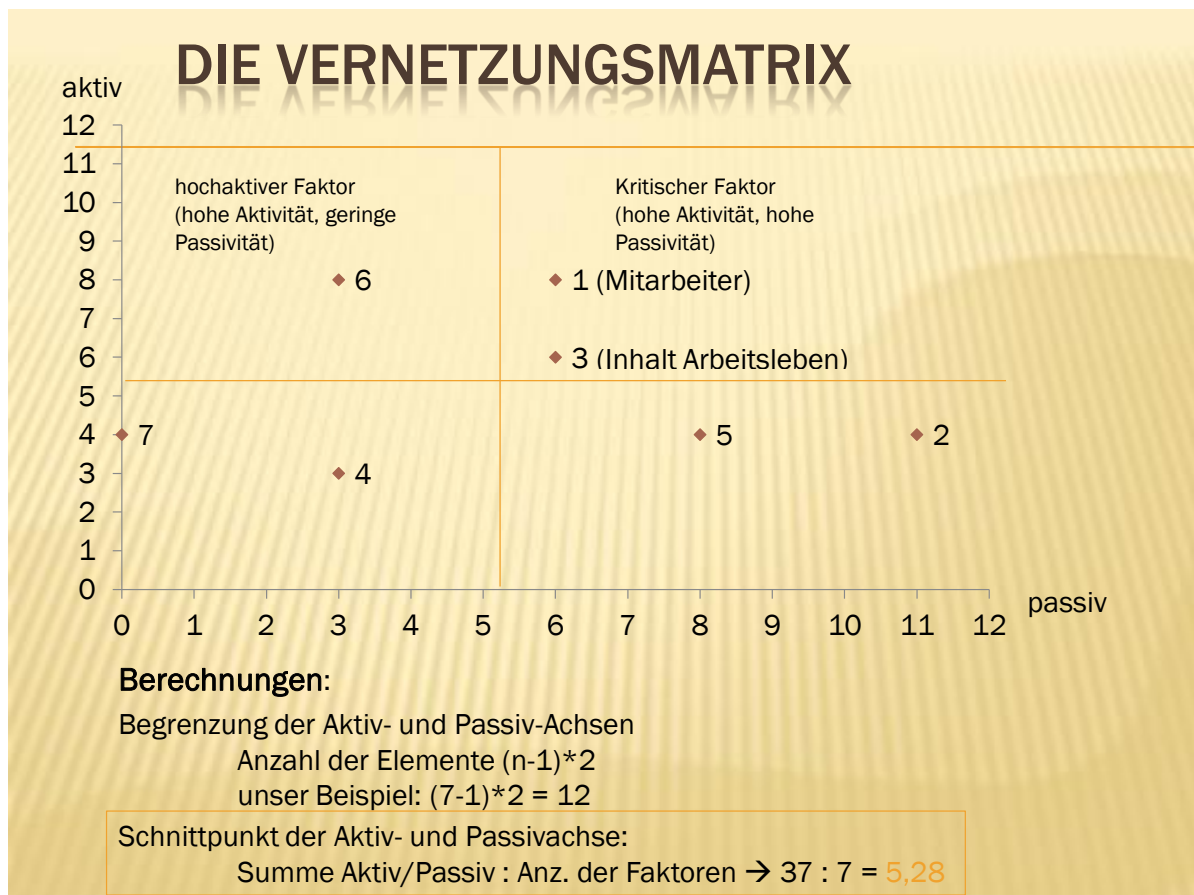 DIE VERNETZUNGSMATRIX
aktiv
12
11
10
9
8
7
6
5
4
3
2
1
0
hochaktiver Faktor
(hohe Aktivität, geringe
Passivität)
Kritischer Faktor
(hohe Aktivität, hohe
Passivität)
6
1 (Mitarbeiter)
3 (Inhalt Arbeitsleben)
7
5
2
4
0 1 2 3 4 5 6 7 8 9 10 11 12
passiv
Berechnungen:
Begrenzung der Aktiv- und Passiv-Achsen
Anzahl der Elemente (n-1)*2
unser Beispiel: (7-1)*2 = 12
Schnittpunkt der Aktiv- und Passivachse:
Summe Aktiv/Passiv : Anz. der Faktoren → 37 : 7 = 5,28